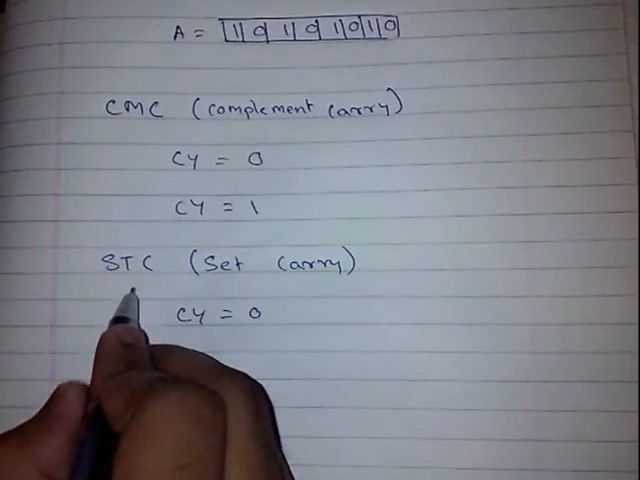 A = 1 0 1 0 1 0 1 0
CMC (complement carry)
CY = 0
CY = 1
STC (Set carry)
CY = 0